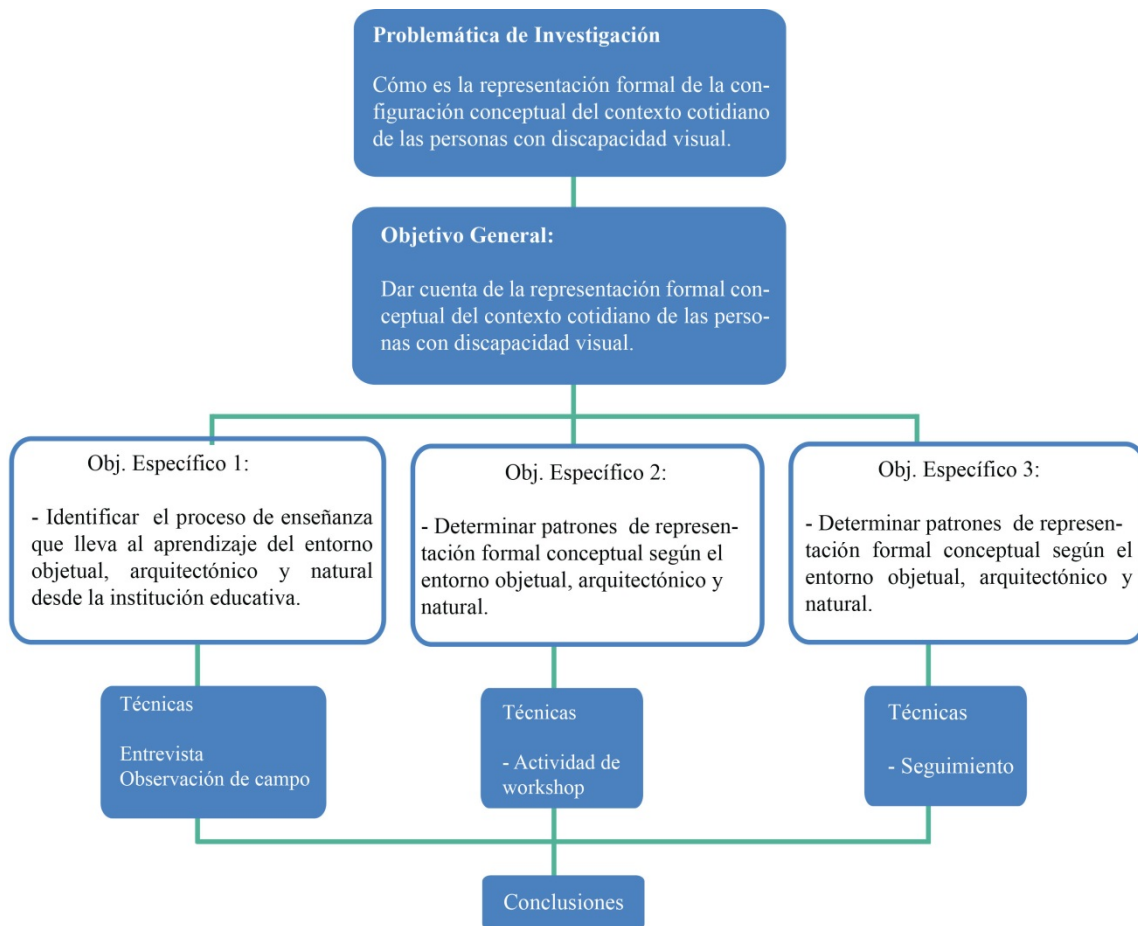 Problemática de Investigación
Cómo es la representación formal de la con-
figuración conceptual del contexto cotidiano
de las personas con discapacidad visual.
Objetivo General:
Dar cuenta de la representación formal con-
ceptual del contexto cotidiano de las perso-
nas con discapacidad visual.
Obj. Específico 1:
- Identificar el proceso de enseñanza
que lleva al aprendizaje del entorno
objetual, arquitectónico y natural
desde la institución educativa.
Obj. Específico 2:
- Determinar patrones de represen-
tación formal conceptual según el
entorno objetual, arquitectónico y
natural.
Obj. Específico 3:
- Determinar patrones de represen-
tación formal conceptual según el
entorno objetual, arquitectónico y
natural.
Técnicas
Entrevista
Observación de campo
Técnicas
- Actividad de
workshop
Técnicas
- Seguimiento
Conclusiones